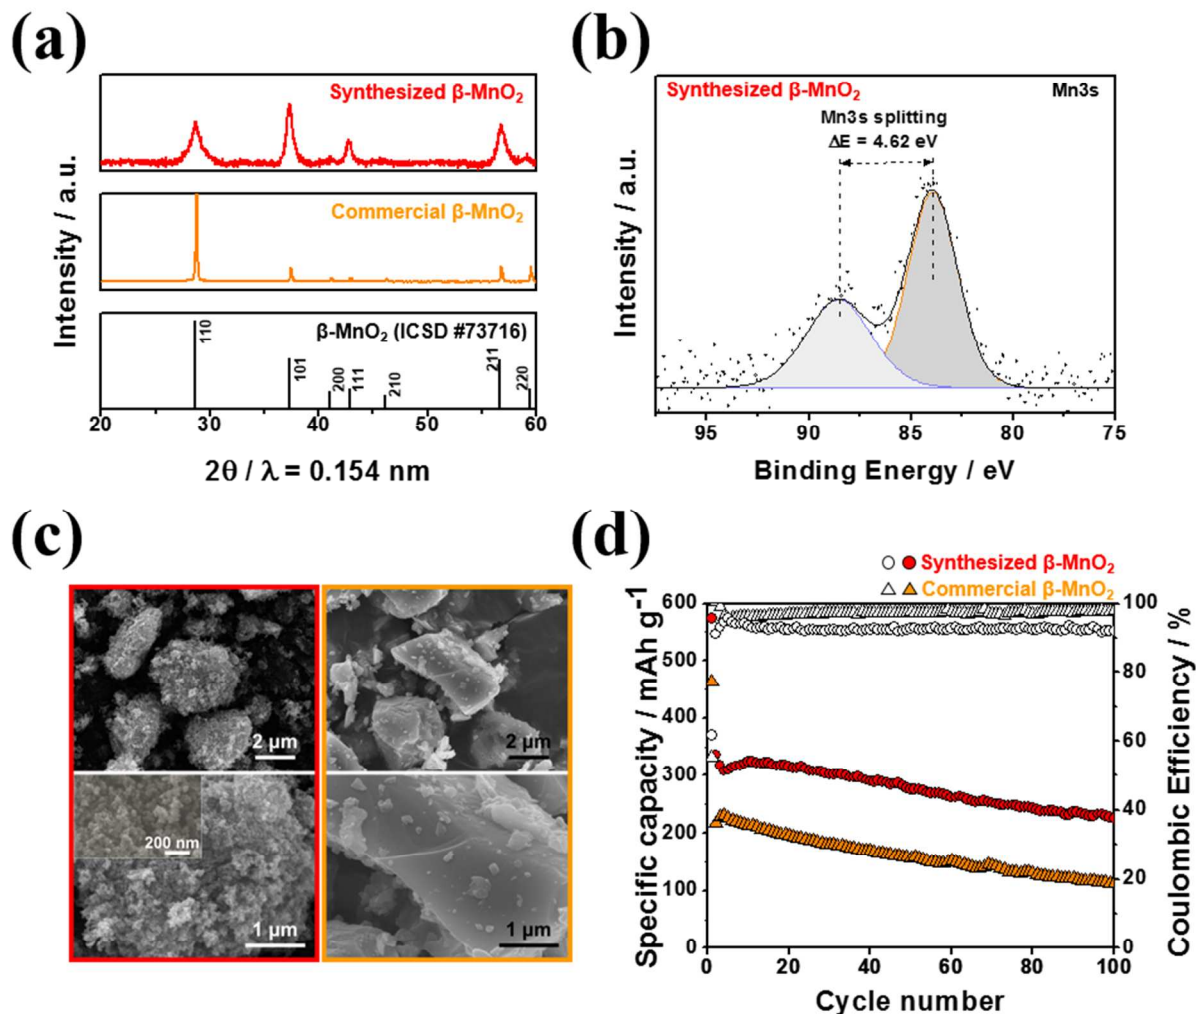 (a)
Synthesized β-MnO₂
Commercial β-MnO₂
β-MnO₂ (ICSD #73716)
110
101
200
111
210
211
220
20 30 40 50 60
Intensity / a.u.
2θ / λ = 0.154 nm
(b)
Synthesized β-MnO₂ Mn3s
Mn3s splitting
ΔE = 4.62 eV
Intensity / a.u.
95 90 85 80 75
Binding Energy / eV
(c)
2 µm
2 µm
200 nm
1 µm
1 µm
(d)
Synthesized β-MnO₂
Commercial β-MnO₂
600
500
400
300
200
100
0
Specific capacity / mAh g⁻¹
100
80
60
40
20
0
Coulombic Efficiency / %
0 20 40 60 80 100
Cycle number